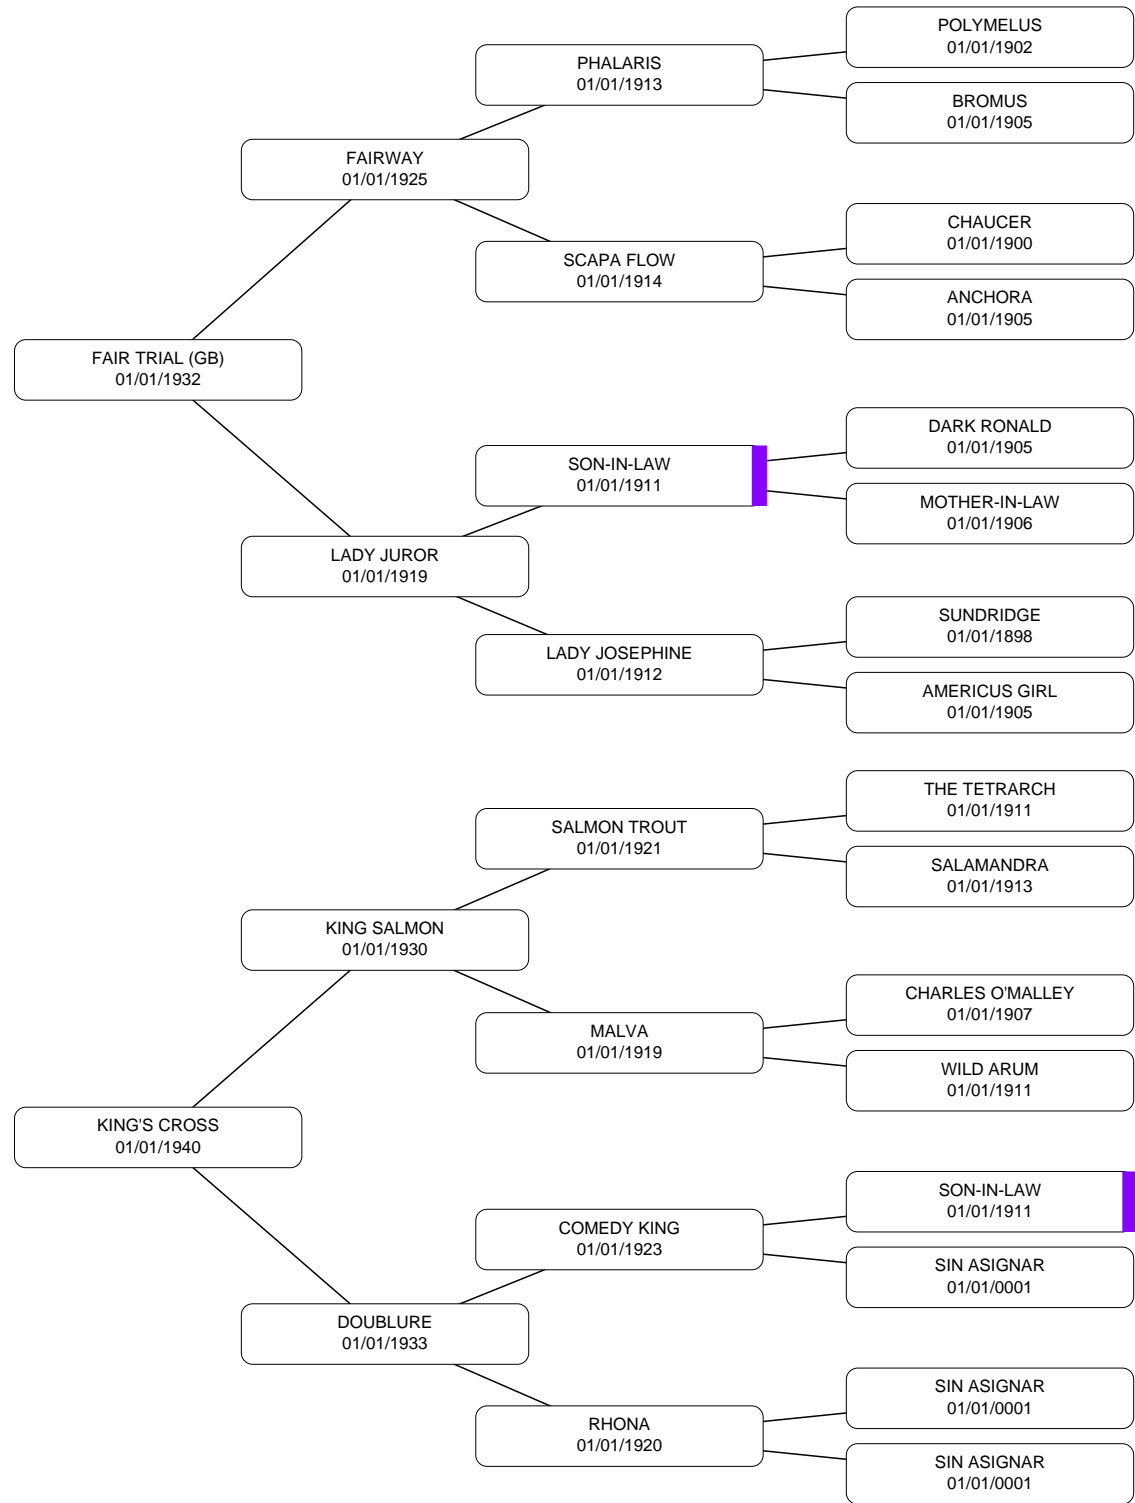 POLYMELUS
01/01/1902
PHALARIS
01/01/1913
BROMUS
01/01/1905
FAIRWAY
01/01/1925
CHAUCER
01/01/1900
SCAPA FLOW
01/01/1914
ANCHORA
01/01/1905
FAIR TRIAL (GB)
01/01/1932
DARK RONALD
01/01/1905
SON-IN-LAW
01/01/1911
MOTHER-IN-LAW
01/01/1906
LADY JUROR
01/01/1919
SUNDRIDGE
01/01/1898
LADY JOSEPHINE
01/01/1912
AMERICUS GIRL
01/01/1905
THE TETRARCH
01/01/1911
SALMON TROUT
01/01/1921
SALAMANDRA
01/01/1913
KING SALMON
01/01/1930
CHARLES O'MALLEY
01/01/1907
MALVA
01/01/1919
WILD ARUM
01/01/1911
KING'S CROSS
01/01/1940
SON-IN-LAW
01/01/1911
COMEDY KING
01/01/1923
SIN ASIGNAR
01/01/0001
DOUBLURE
01/01/1933
SIN ASIGNAR
01/01/0001
RHONA
01/01/1920
SIN ASIGNAR
01/01/0001